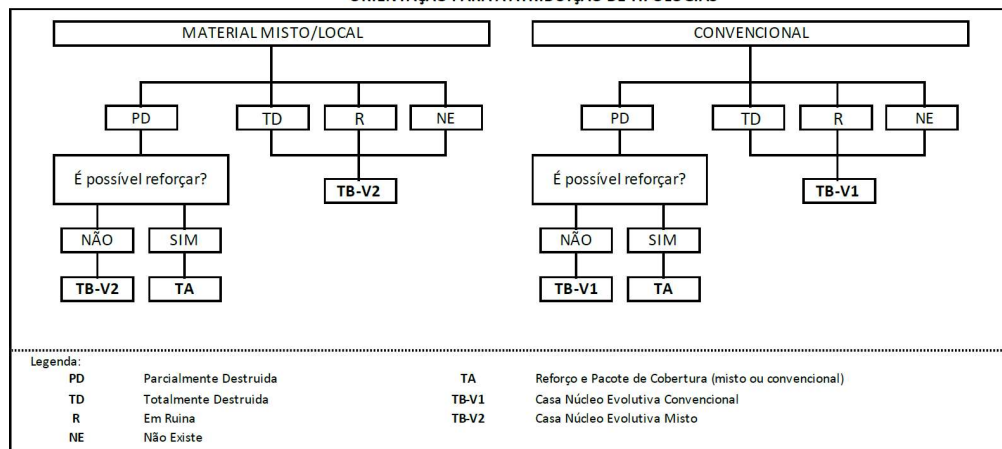 MATERIAL MISTO/LOCAL
CONVENCIONAL
PD
TD
R
NE
PD
TD
R
NE
É possível reforçar?
TB-V2
É possível reforçar?
TB-V1
NÃO
SIM
NÃO
SIM
TB-V2
TA
TB-V1
TA
Legenda:
PD Parcialmente Destruida
TA Reforço e Pacote de Cobertura (misto ou convencional)
TD Totalmente Destruida
TB-V1 Casa Núcleo Evolutiva Convencional
R Em Ruina
TB-V2 Casa Núcleo Evolutiva Misto
NE Não Existe